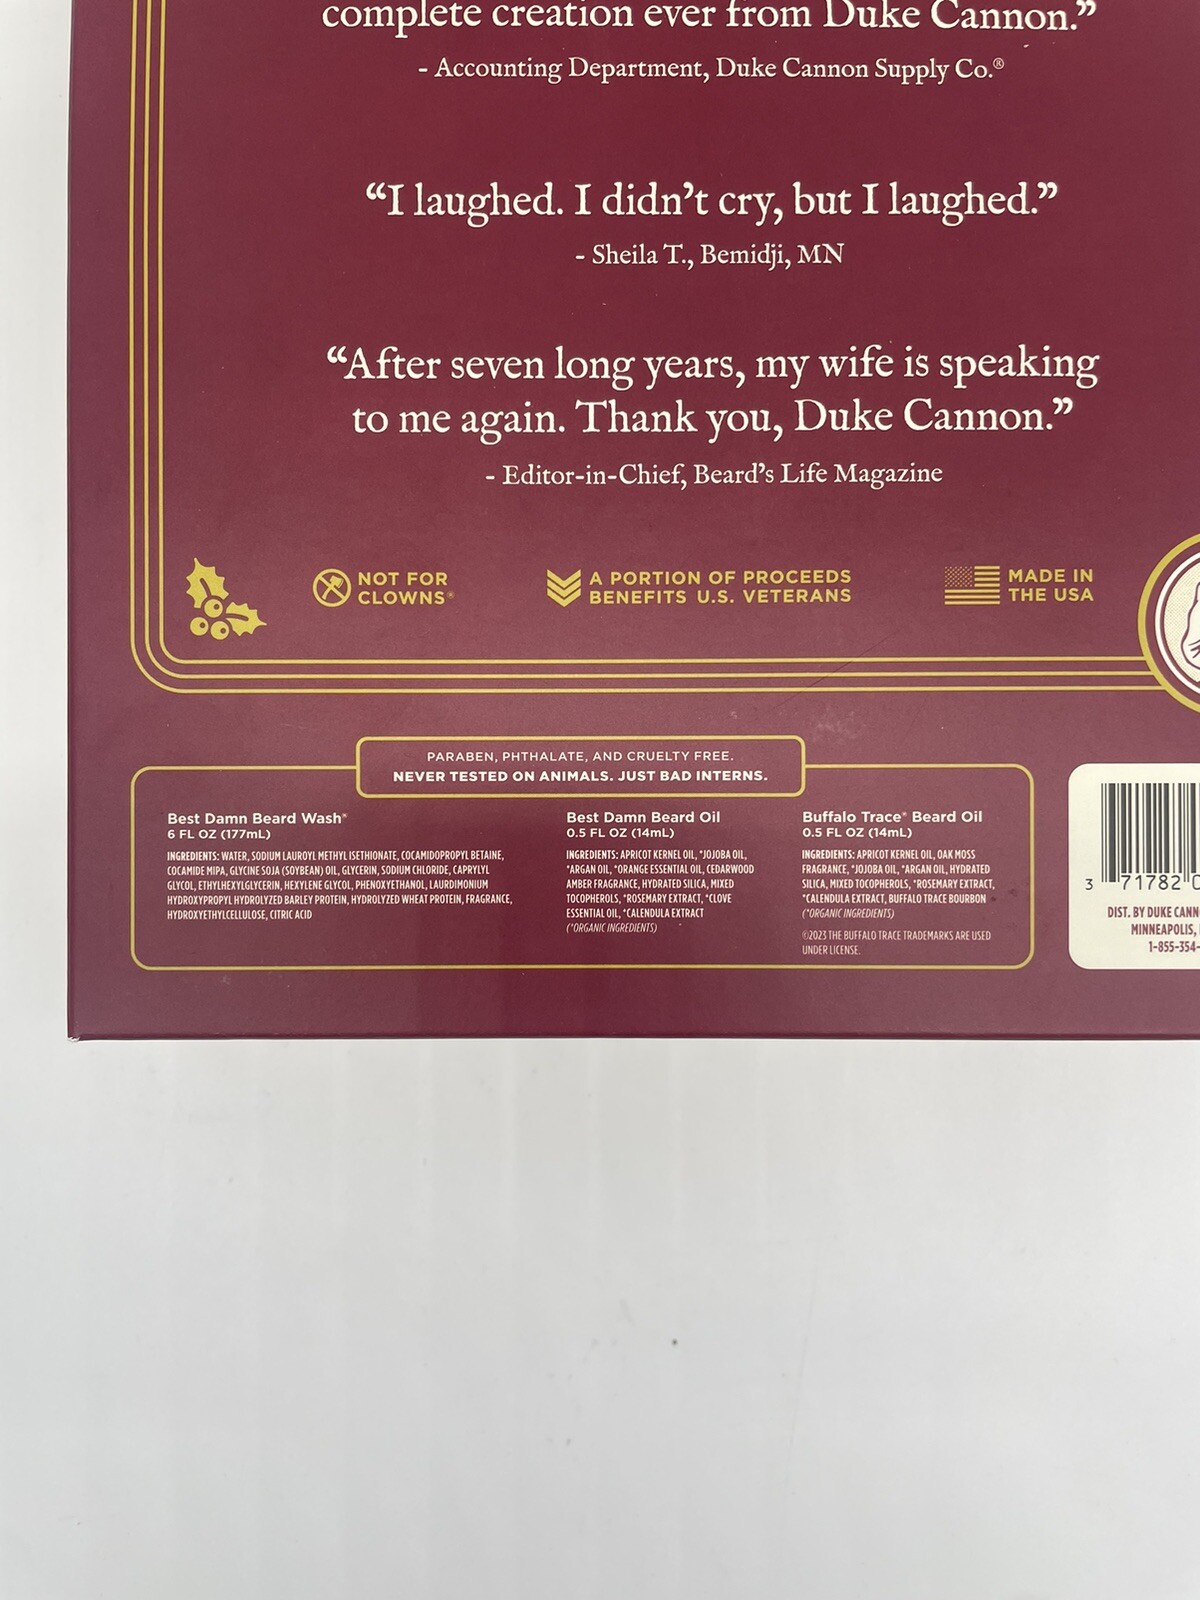 complete creation ever from Duke Cannon.”
- Accounting Department, Duke Cannon Supply Co.®
“I laughed. I didn’t cry, but I laughed.”
- Sheila T., Bemidji, MN
“After seven long years, my wife is speaking
to me again. Thank you, Duke Cannon.”
- Editor-in-Chief, Beard’s Life Magazine
NOT FOR
CLOWNS®
A PORTION OF PROCEEDS
BENEFITS U.S. VETERANS
MADE IN
THE USA
PARABEN, PHTHALATE, AND CRUELTY FREE.
NEVER TESTED ON ANIMALS. JUST BAD INTERNS.
Best Damn Beard Wash®
6 FL OZ (177mL)
INGREDIENTS: WATER, SODIUM LAUROYL METHYL ISETHIONATE, COCAMIDOPROPYL BETAINE,
COCAMIDE MIPA, GLYCINE SOJA (SOYBEAN) OIL, GLYCERIN, SODIUM CHLORIDE, CAPRYLYL
GLYCOL, ETHYLHEXYLGLYCERIN, HEXYLENE GLYCOL, PHENOXYETHANOL, LAURDIMONIUM
HYDROXYPROPYL HYDROLYZED BARLEY PROTEIN, HYDROLYZED WHEAT PROTEIN, FRAGRANCE,
HYDROXYETHYLCELLULOSE, CITRIC ACID
Best Damn Beard Oil
0.5 FL OZ (14mL)
INGREDIENTS: APRICOT KERNEL OIL, *JOJOBA OIL,
*ARGAN OIL, *ORANGE ESSENTIAL OIL, CEDARWOOD
AMBER FRAGRANCE, HYDRATED SILICA, MIXED
TOCOPHEROLS, *ROSEMARY EXTRACT, *CLOVE
ESSENTIAL OIL, *CALENDULA EXTRACT
(*ORGANIC INGREDIENTS)
Buffalo Trace® Beard Oil
0.5 FL OZ (14mL)
INGREDIENTS: APRICOT KERNEL OIL, OAK MOSS
FRAGRANCE, *JOJOBA OIL, *ARGAN OIL, HYDRATED
SILICA, MIXED TOCOPHEROLS, *ROSEMARY EXTRACT,
*CALENDULA EXTRACT, BUFFALO TRACE BOURBON
(*ORGANIC INGREDIENTS)
©2023 THE BUFFALO TRACE TRADEMARKS ARE USED
UNDER LICENSE.
3 71782 0
DIST. BY DUKE CANN
MINNEAPOLIS,
1-855-354-